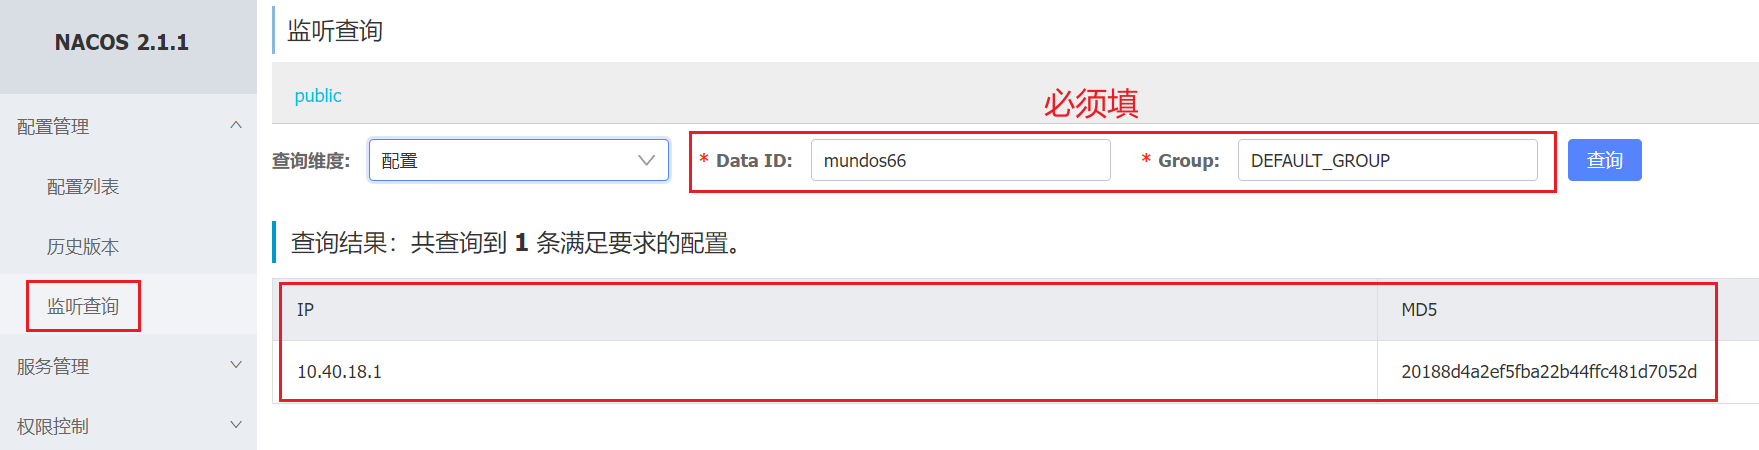 NACOS 2.1.1
配置管理
配置列表
历史版本
监听查询
服务管理
权限控制
监听查询
public
必须填
查询维度: 配置 * Data ID: mundos66 * Group: DEFAULT_GROUP 查询
查询结果：共查询到 1 条满足要求的配置。
IP MD5
10.40.18.1 20188d4a2ef5fba22b44ffc481d7052d